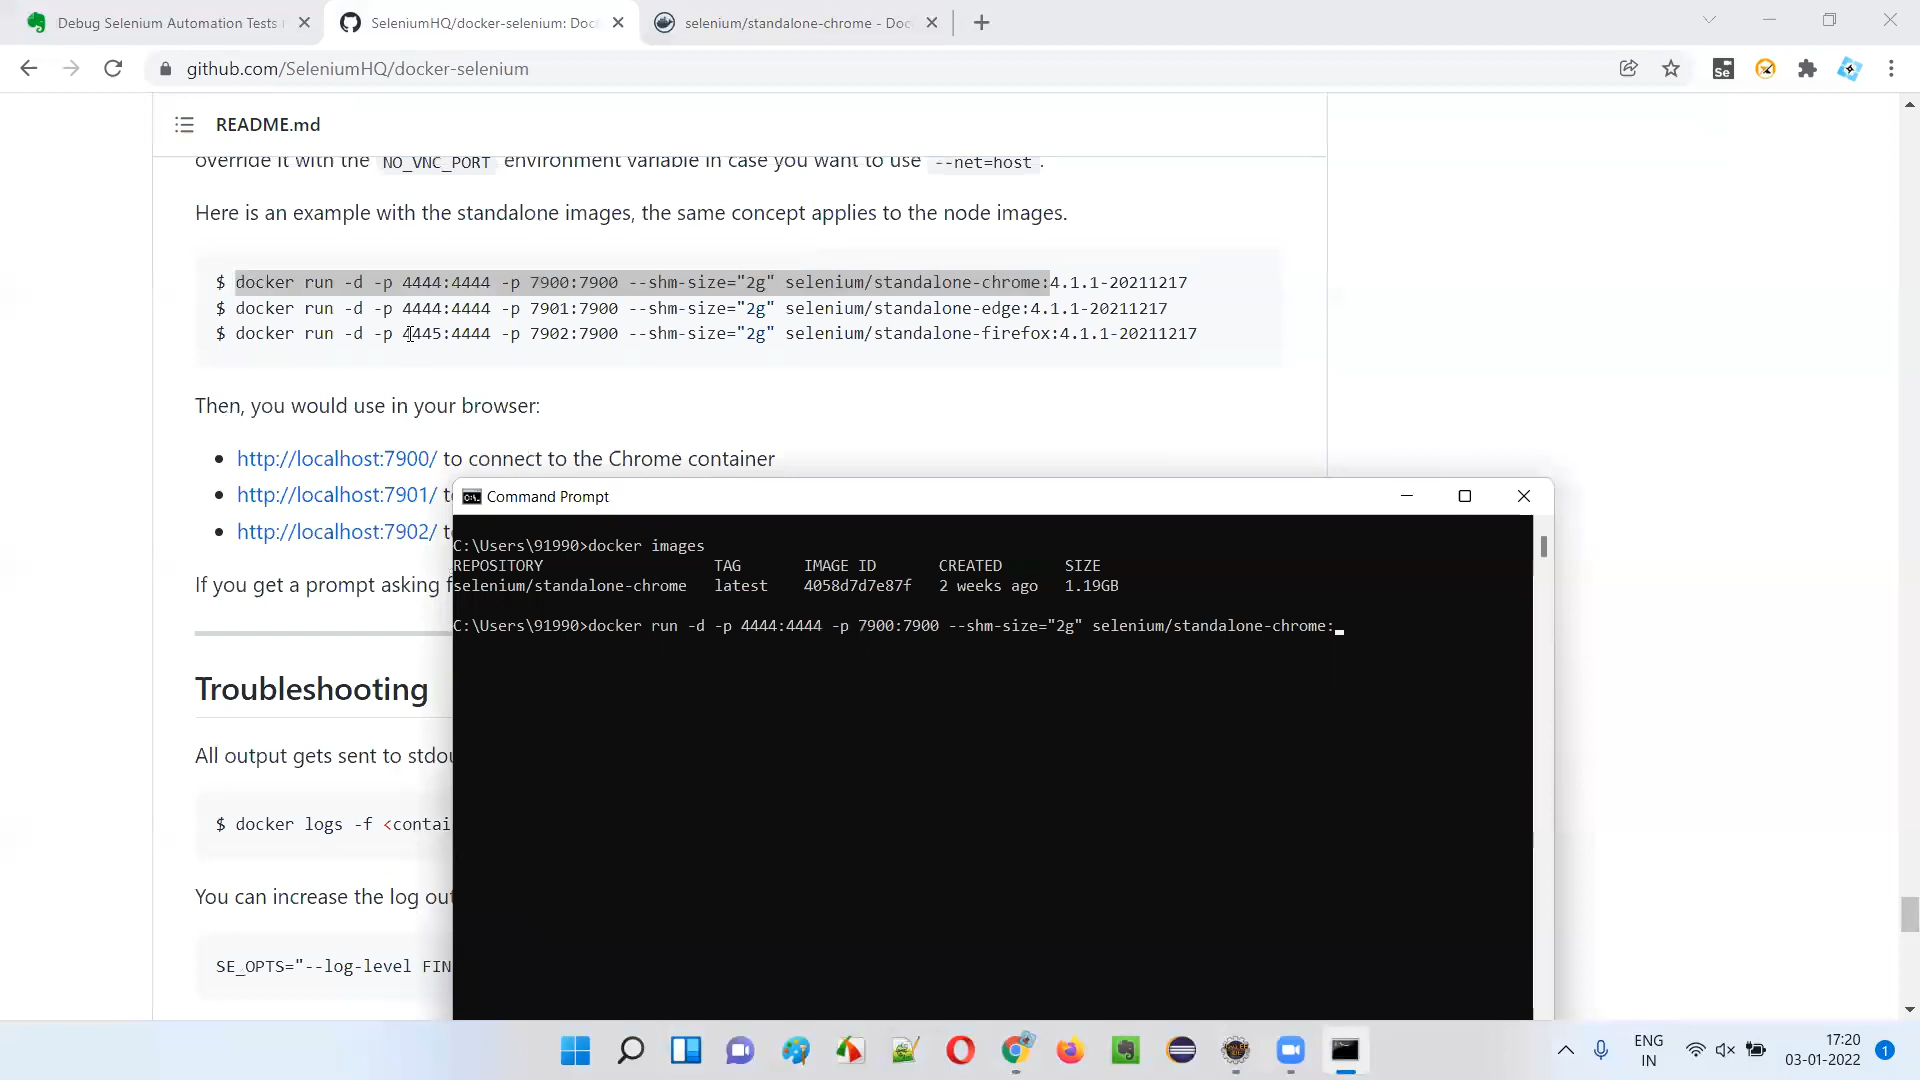 Debug Selenium Automation Tests
SeleniumHQ/docker-selenium: Doc
selenium/standalone-chrome - Doc
github.com/SeleniumHQ/docker-selenium
Se
README.md
override it with the NO_VNC_PORT environment variable in case you want to use --net=host .
Here is an example with the standalone images, the same concept applies to the node images.
$ docker run -d -p 4444:4444 -p 7900:7900 --shm-size="2g" selenium/standalone-chrome:4.1.1-20211217
$ docker run -d -p 4444:4444 -p 7901:7900 --shm-size="2g" selenium/standalone-edge:4.1.1-20211217
$ docker run -d -p 4445:4444 -p 7902:7900 --shm-size="2g" selenium/standalone-firefox:4.1.1-20211217
Then, you would use in your browser:
http://localhost:7900/ to connect to the Chrome container
http://localhost:7901/ to
http://localhost:7902/ to
If you get a prompt asking f
Troubleshooting
All output gets sent to stdou
$ docker logs -f <contai
You can increase the log out
SE_OPTS="--log-level FIN
Command Prompt
C:\Users\91990>docker images
REPOSITORY TAG IMAGE ID CREATED SIZE
selenium/standalone-chrome latest 4058d7d7e87f 2 weeks ago 1.19GB
C:\Users\91990>docker run -d -p 4444:4444 -p 7900:7900 --shm-size="2g" selenium/standalone-chrome:
ENG
IN
17:20
03-01-2022
1